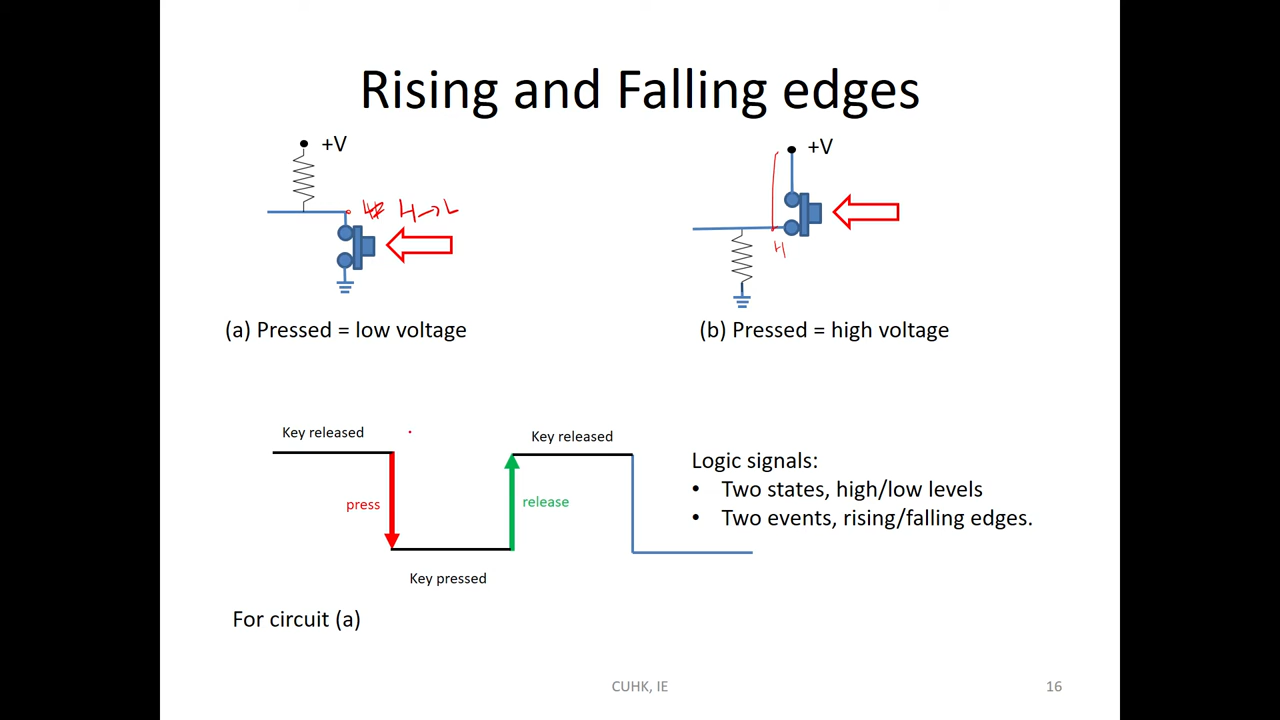 Rising and Falling edges
+V
+V
H→L
H
(a) Pressed = low voltage
(b) Pressed = high voltage
Key released
Key released
press
release
Key pressed
Logic signals:
• Two states, high/low levels
• Two events, rising/falling edges.
For circuit (a)
CUHK, IE
16